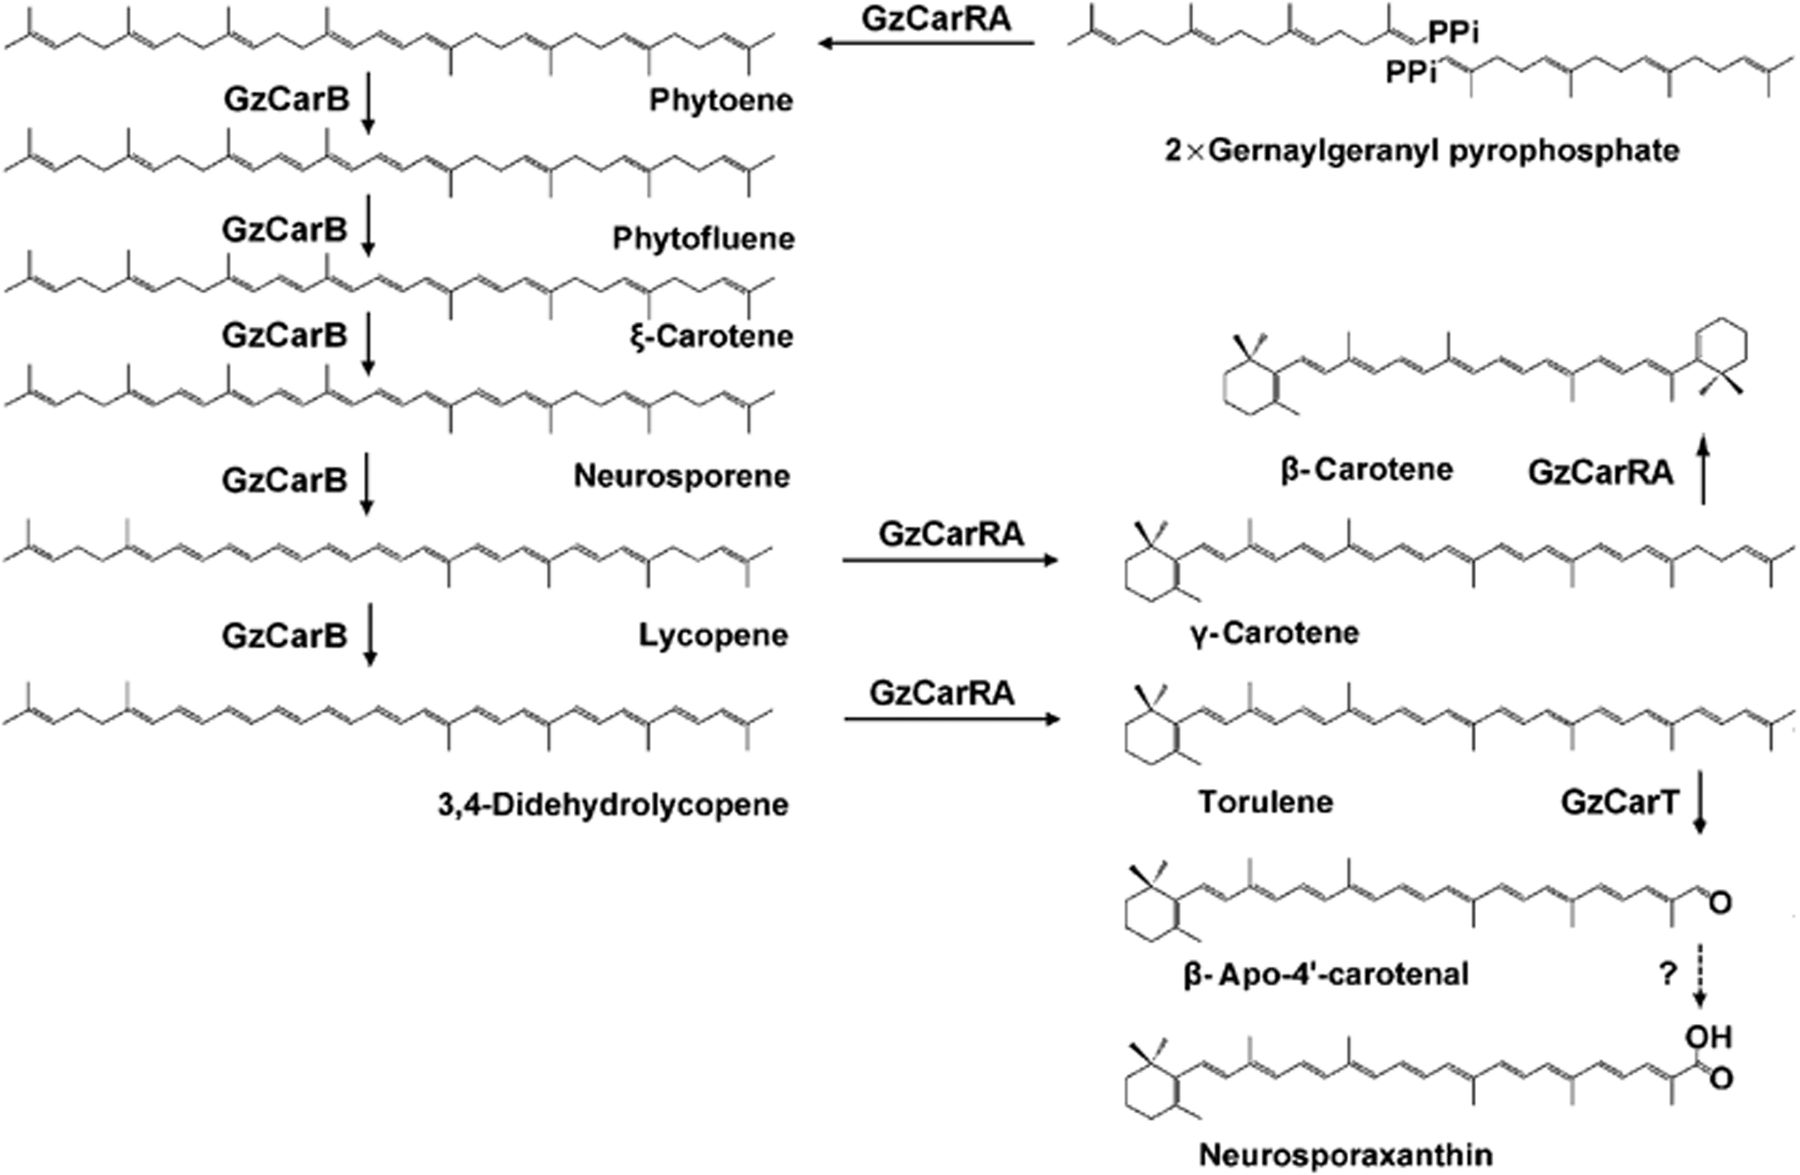 GzCarRA
PPi
PPi
2×Gernaylgeranyl pyrophosphate
Phytoene
GzCarB
Phytofluene
GzCarB
ξ-Carotene
GzCarB
Neurosporene
GzCarB
Lycopene
GzCarB
3,4-Didehydrolycopene
GzCarRA
γ-Carotene
GzCarRA
β-Carotene
GzCarRA
Torulene
GzCarT
O
β-Apo-4'-carotenal
?
OH
O
Neurosporaxanthin